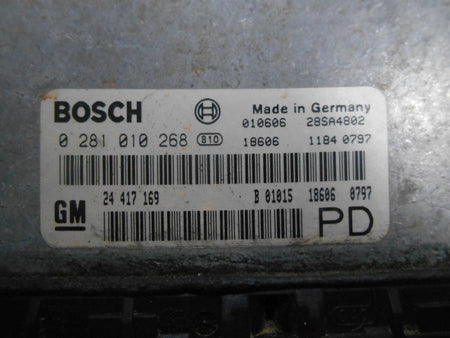 BOSCH Made in Germany
010606 28SA4802
0 281 010 268 810 18606 1184 0797
24 417 169 B 01015 18606 0797
GM PD